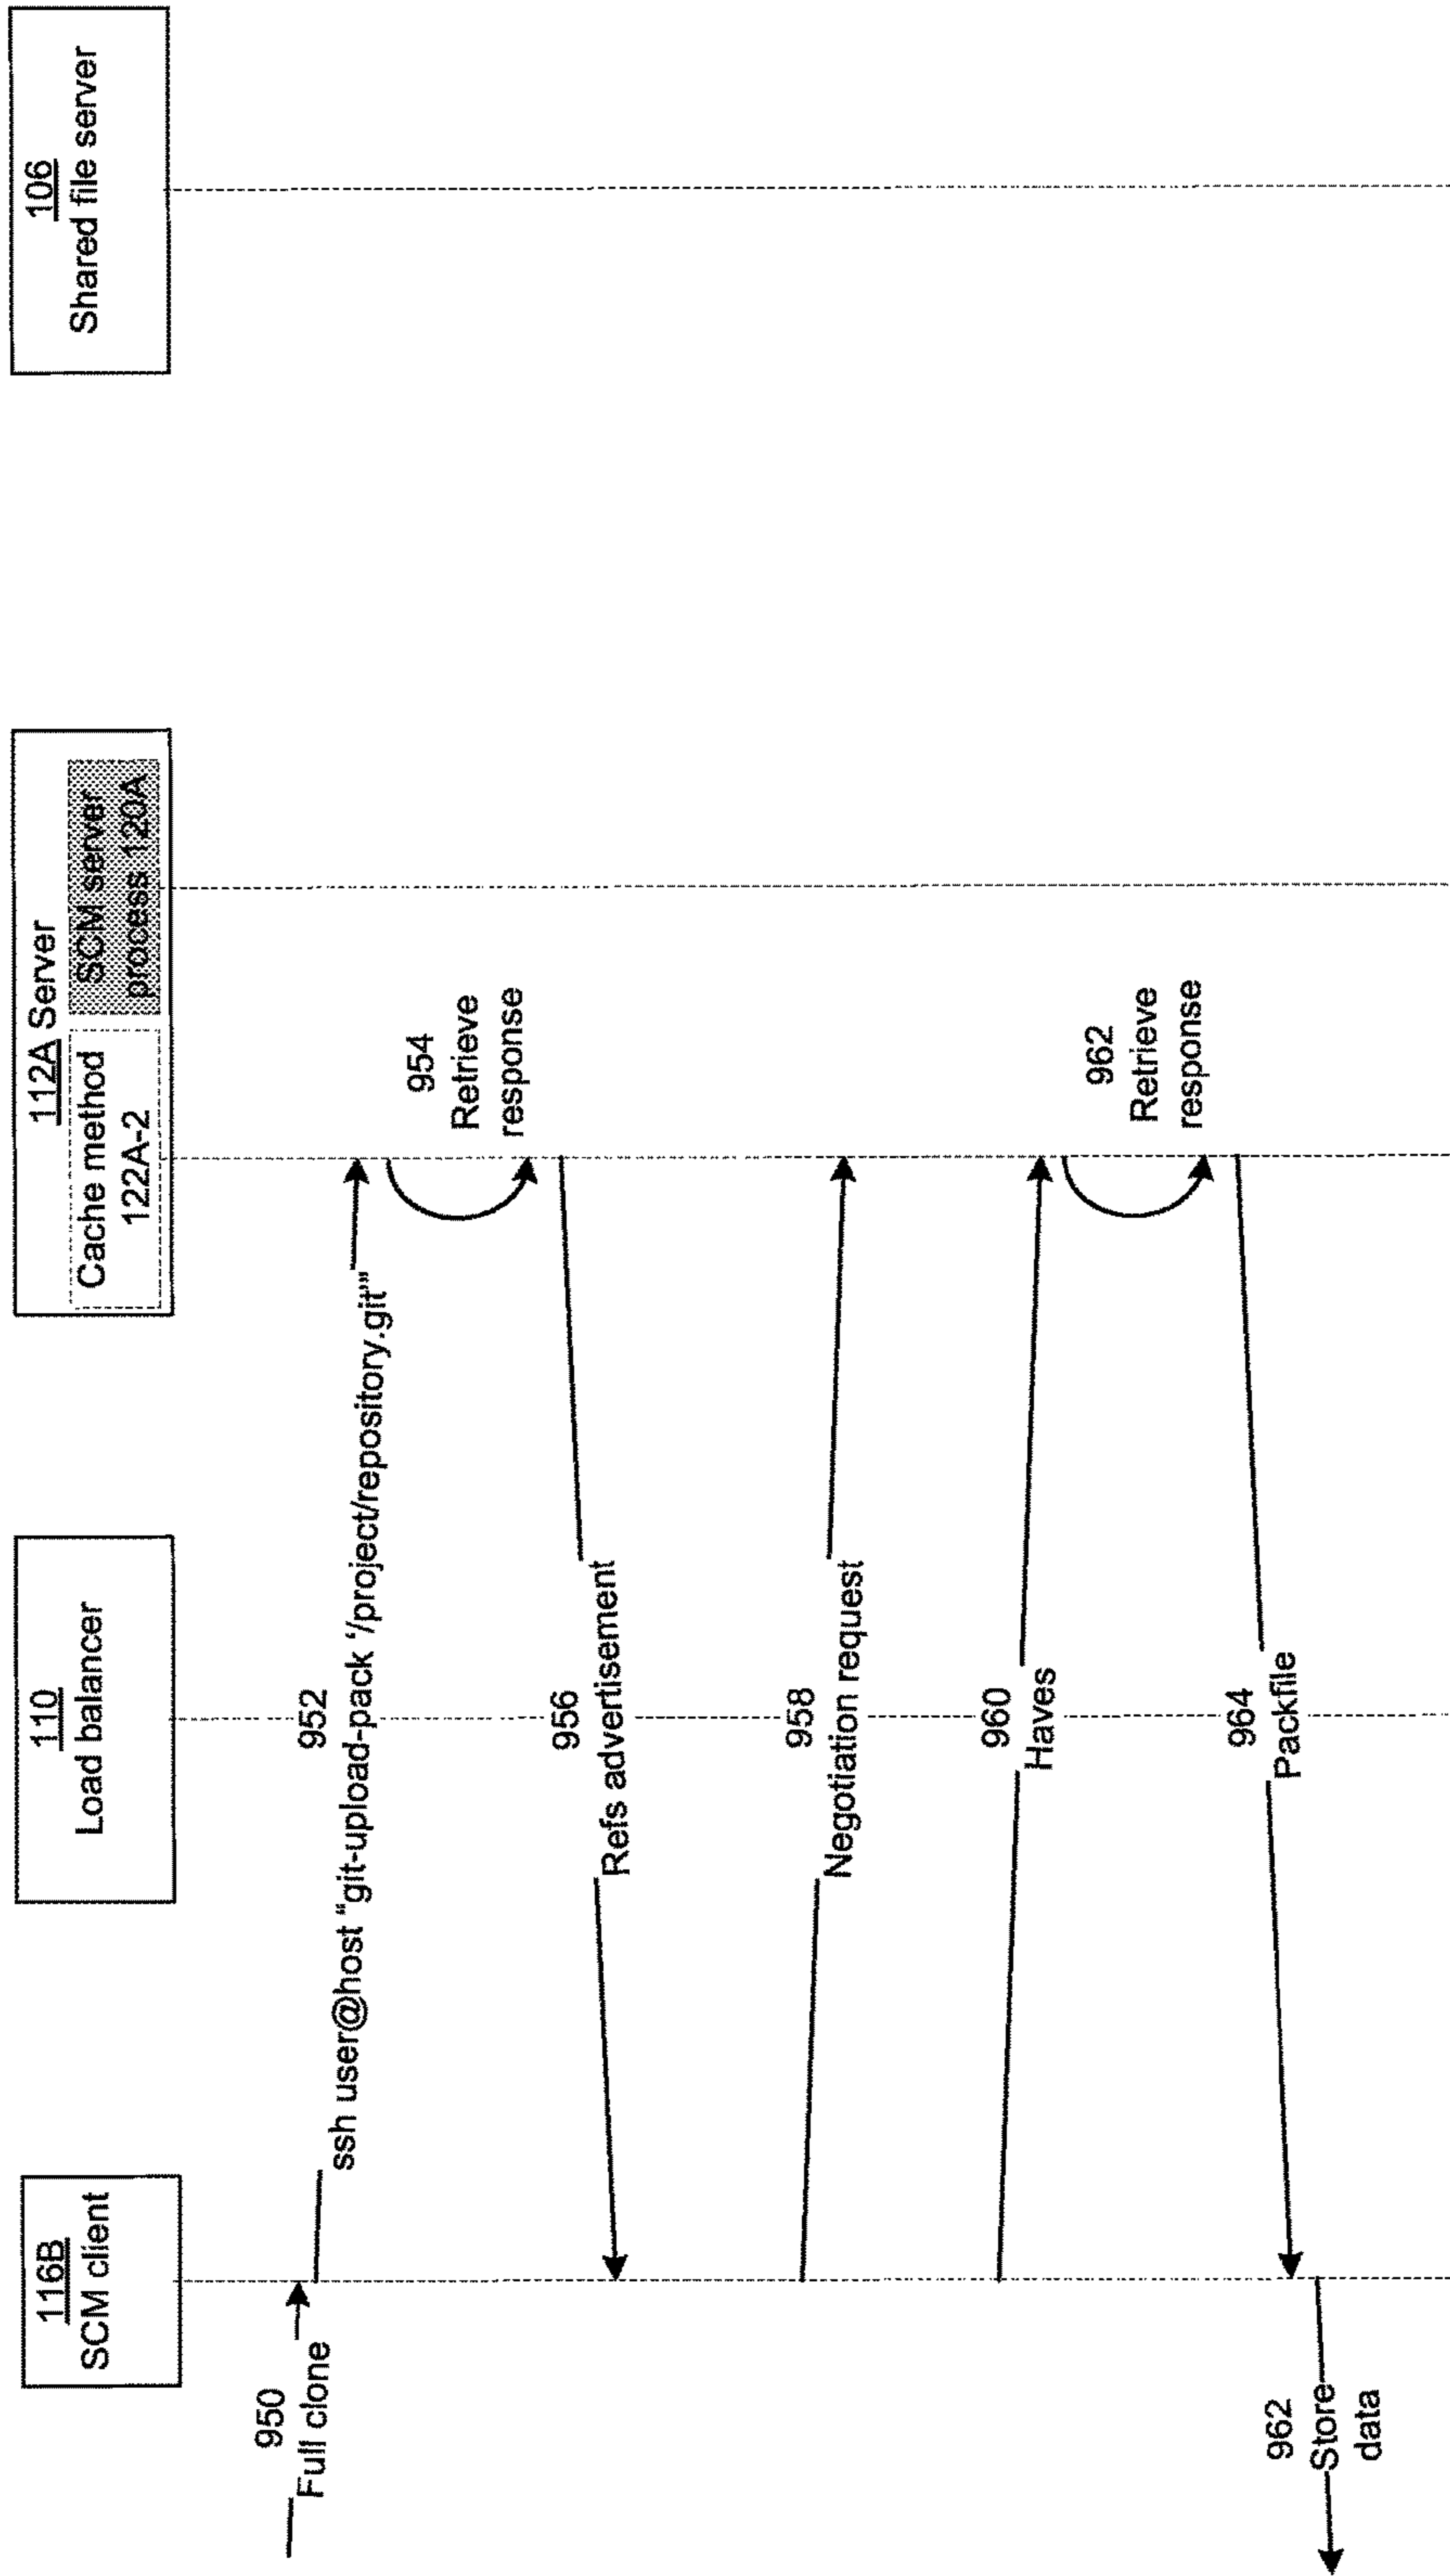 116B
SCM client
110
Load balancer
112A Server
Cache method
122A-2
SCM server
process 120A
106
Shared file server
950
Full clone
952
ssh user@host “git-upload-pack ‘/project/repository.git’”
954
Retrieve
response
956
Refs advertisement
958
Negotiation request
960
Haves
962
Retrieve
response
964
Packfile
962
Store
data